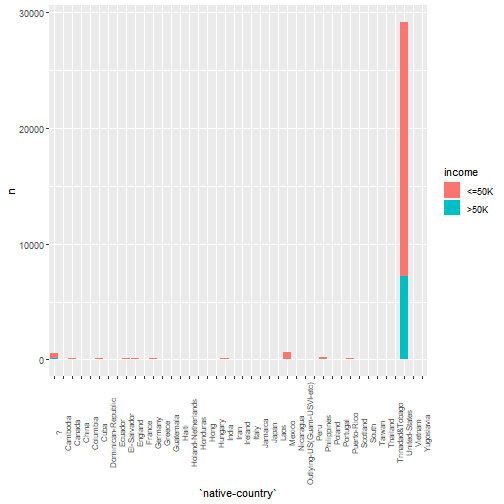 30000
20000
10000
0
n
?
Cambodia
Canada
China
Columbia
Cuba
Dominican-Republic
Ecuador
El-Salvador
England
France
Germany
Greece
Guatemala
Haiti
Holand-Netherlands
Honduras
Hong
Hungary
India
Iran
Ireland
Italy
Jamaica
Japan
Laos
Mexico
Nicaragua
Outlying-US(Guam-USVI-etc)
Peru
Philippines
Poland
Portugal
Puerto-Rico
Scotland
South
Taiwan
Thailand
Trinadad&Tobago
United-States
Vietnam
Yugoslavia
`native-country`
income
<=50K
>50K